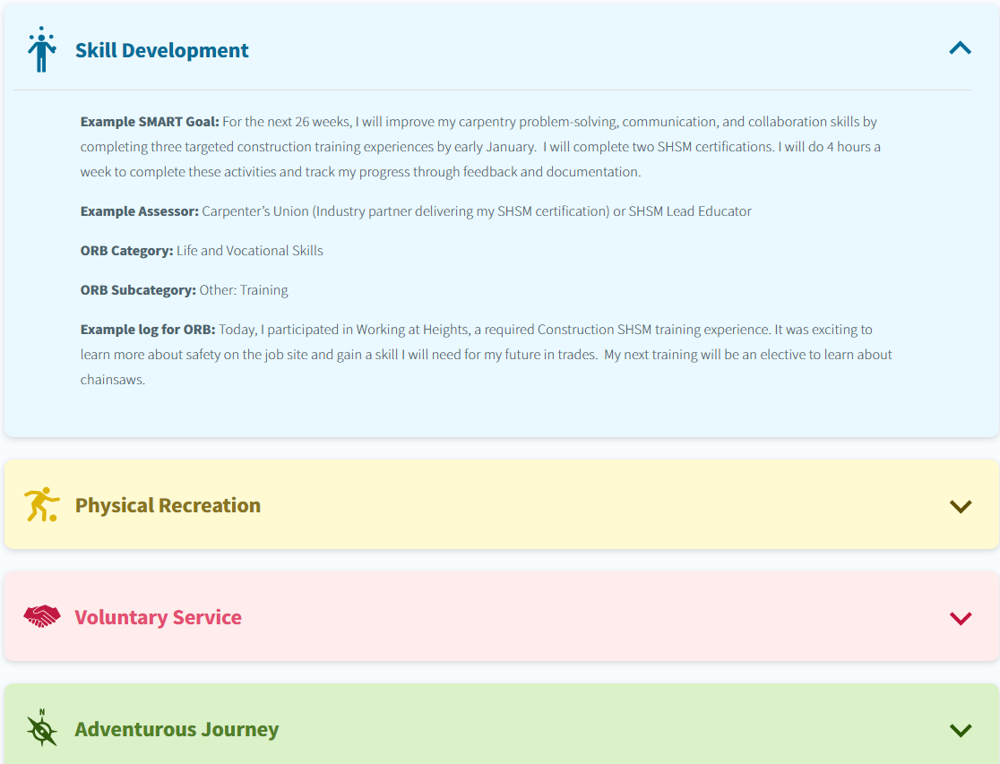 Skill Development
Example SMART Goal: For the next 26 weeks, I will improve my carpentry problem-solving, communication, and collaboration skills by
completing three targeted construction training experiences by early January.  I will complete two SHSM certifications. I will do 4 hours a
week to complete these activities and track my progress through feedback and documentation.
Example Assessor: Carpenter’s Union (Industry partner delivering my SHSM certification) or SHSM Lead Educator
ORB Category: Life and Vocational Skills
ORB Subcategory: Other: Training
Example log for ORB: Today, I participated in Working at Heights, a required Construction SHSM training experience. It was exciting to
learn more about safety on the job site and gain a skill I will need for my future in trades.  My next training will be an elective to learn about
chainsaws.
Physical Recreation
Voluntary Service
N
Adventurous Journey